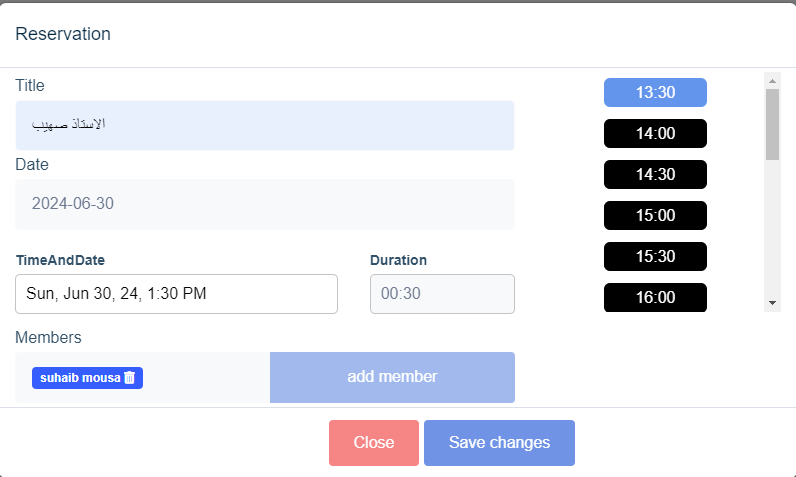 Reservation
Title
الاستاذ صهيب
Date
2024-06-30
TimeAndDate
Duration
Sun, Jun 30, 24, 1:30 PM
00:30
Members
suhaib mousa
add member
13:30
14:00
14:30
15:00
15:30
16:00
Close
Save changes